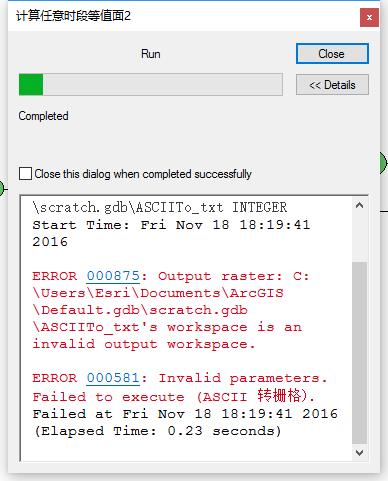 计算任意时段等值面2
Run
Close
<< Details
Completed
Close this dialog when completed successfully
\scratch.gdb\ASCIITo_txt INTEGER
Start Time: Fri Nov 18 18:19:41
2016
ERROR 000875: Output raster: C:
\Users\Esri\Documents\ArcGIS
\Default.gdb\scratch.gdb
\ASCIITo_txt's workspace is an
invalid output workspace.
ERROR 000581: Invalid parameters.
Failed to execute (ASCII 转栅格).
Failed at Fri Nov 18 18:19:41 2016
(Elapsed Time: 0.23 seconds)